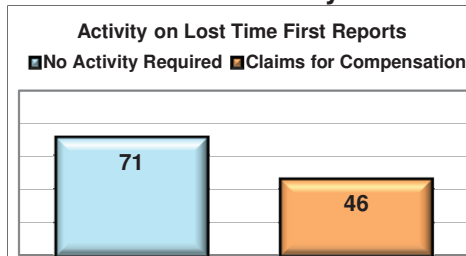 Activity on Lost Time First Reports
No Activity Required Claims for Compensation
71
46